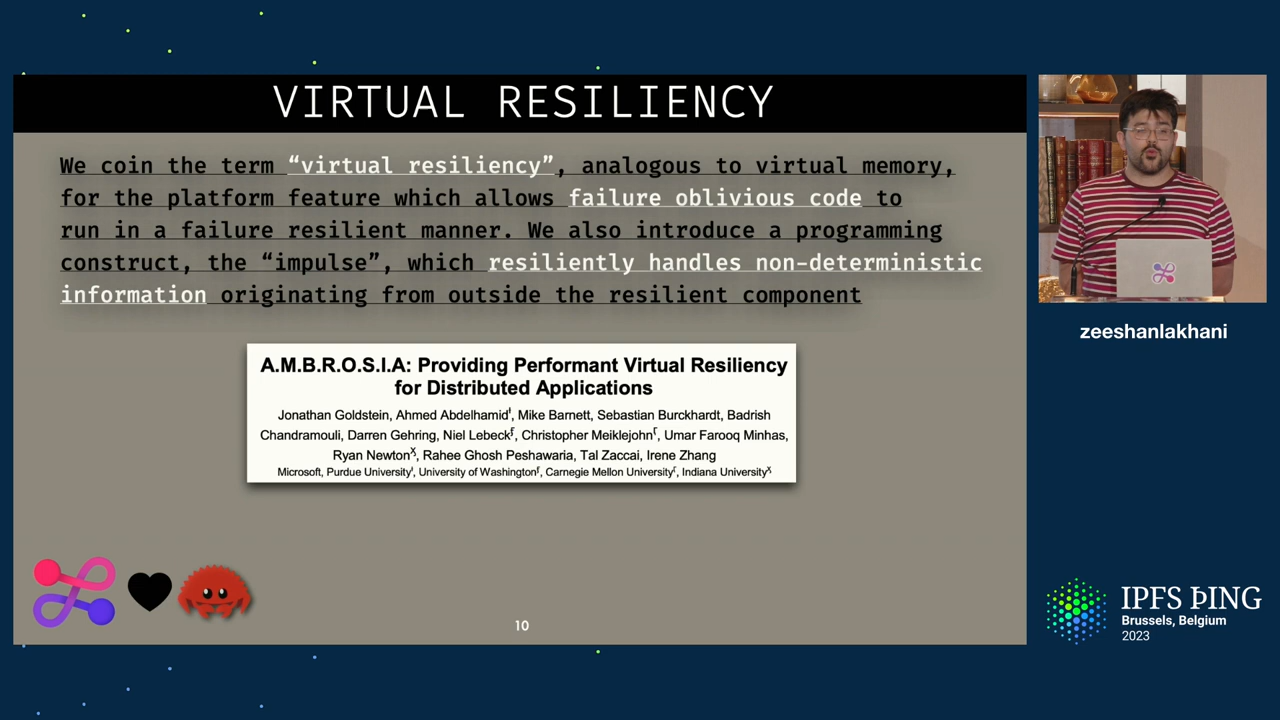 VIRTUAL RESILIENCY
We coin the term “virtual resiliency”, analogous to virtual memory,
for the platform feature which allows failure oblivious code to
run in a failure resilient manner. We also introduce a programming
construct, the “impulse”, which resiliently handles non-deterministic
information originating from outside the resilient component
A.M.B.R.O.S.I.A: Providing Performant Virtual Resiliency
for Distributed Applications
Jonathan Goldstein, Ahmed Abdelhamid, Mike Barnett, Sebastian Burckhardt, Badrish
Chandramouli, Darren Gehring, Niel Lebeck, Christopher Meiklejohn, Umar Farooq Minhas,
Ryan Newton, Rahee Ghosh Peshawaria, Tal Zaccai, Irene Zhang
Microsoft, Purdue University, University of Washington, Carnegie Mellon University, Indiana University
10
zeeshanlakhani
IPFS ÞING
Brussels, Belgium
2023